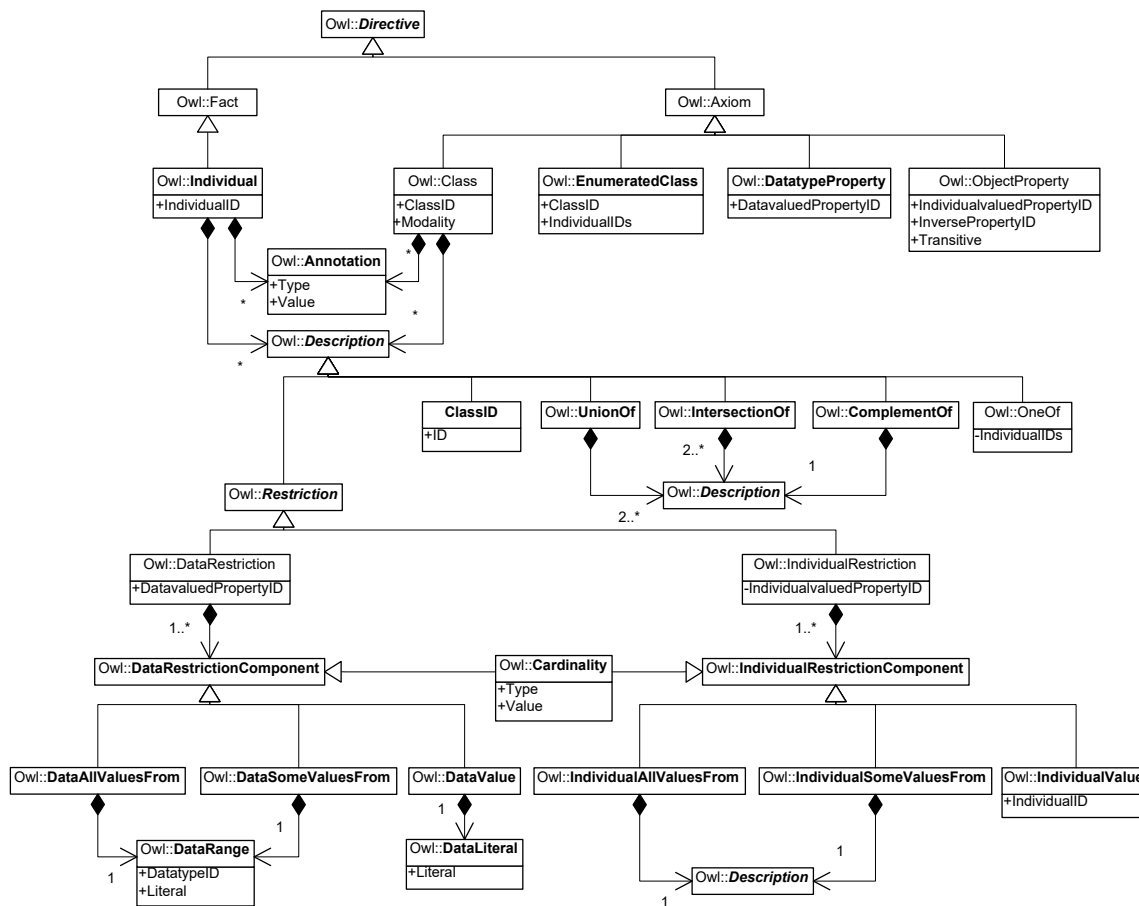 Owl::Directive
Owl::Fact
Owl::Axiom
Owl::Individual
+IndividualID
Owl::Class
+ClassID
+Modality
Owl::EnumeratedClass
+ClassID
+IndividualIDs
Owl::DatatypeProperty
+DatavaluedPropertyID
Owl::ObjectProperty
+IndividualvaluedPropertyID
+InversePropertyID
+Transitive
Owl::Annotation
+Type
+Value
*
*
*
*
Owl::Description
ClassID
+ID
Owl::UnionOf
Owl::IntersectionOf
Owl::ComplementOf
Owl::OneOf
-IndividualIDs
2..*
1
Owl::Description
2..*
Owl::Restriction
Owl::DataRestriction
+DatavaluedPropertyID
Owl::IndividualRestriction
-IndividualvaluedPropertyID
1..*
1..*
Owl::DataRestrictionComponent
Owl::Cardinality
+Type
+Value
Owl::IndividualRestrictionComponent
Owl::DataAllValuesFrom
Owl::DataSomeValuesFrom
Owl::DataValue
Owl::IndividualAllValuesFrom
Owl::IndividualSomeValuesFrom
Owl::IndividualValue
+IndividualID
1
1
1
Owl::DataRange
+DatatypeID
+Literal
Owl::DataLiteral
+Literal
1
Owl::Description
1